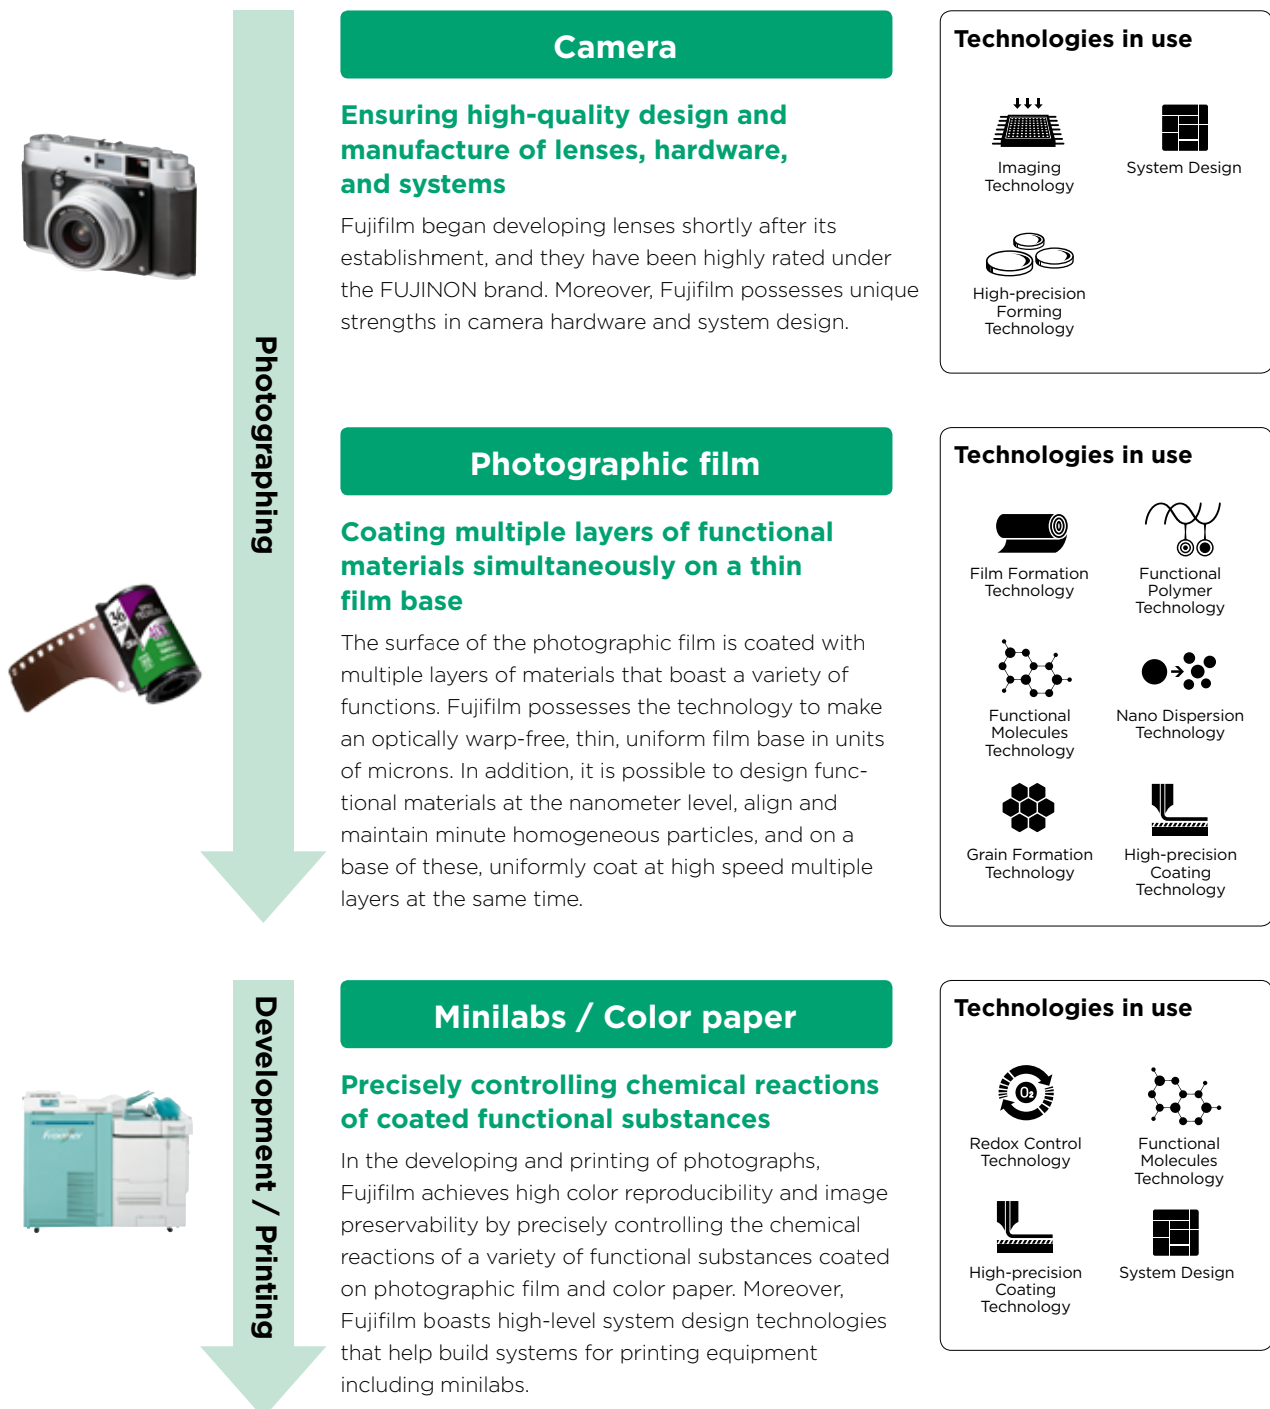 Camera
Ensuring high-quality design and
manufacture of lenses, hardware,
and systems
Fujifilm began developing lenses shortly after its
establishment, and they have been highly rated under
the FUJINON brand. Moreover, Fujifilm possesses unique
strengths in camera hardware and system design.
Technologies in use
Imaging
Technology
System Design
High-precision
Forming
Technology
Photographing
Photographic film
Coating multiple layers of functional
materials simultaneously on a thin
film base
The surface of the photographic film is coated with
multiple layers of materials that boast a variety of
functions. Fujifilm possesses the technology to make
an optically warp-free, thin, uniform film base in units
of microns. In addition, it is possible to design func-
tional materials at the nanometer level, align and
maintain minute homogeneous particles, and on a
base of these, uniformly coat at high speed multiple
layers at the same time.
36
400
Technologies in use
Film Formation
Technology
Functional
Polymer
Technology
Functional
Molecules
Technology
Nano Dispersion
Technology
Grain Formation
Technology
High-precision
Coating
Technology
Development / Printing
Minilabs / Color paper
Precisely controlling chemical reactions
of coated functional substances
In the developing and printing of photographs,
Fujifilm achieves high color reproducibility and image
preservability by precisely controlling the chemical
reactions of a variety of functional substances coated
on photographic film and color paper. Moreover,
Fujifilm boasts high-level system design technologies
that help build systems for printing equipment
including minilabs.
Technologies in use
O2
Redox Control
Technology
Functional
Molecules
Technology
High-precision
Coating
Technology
System Design